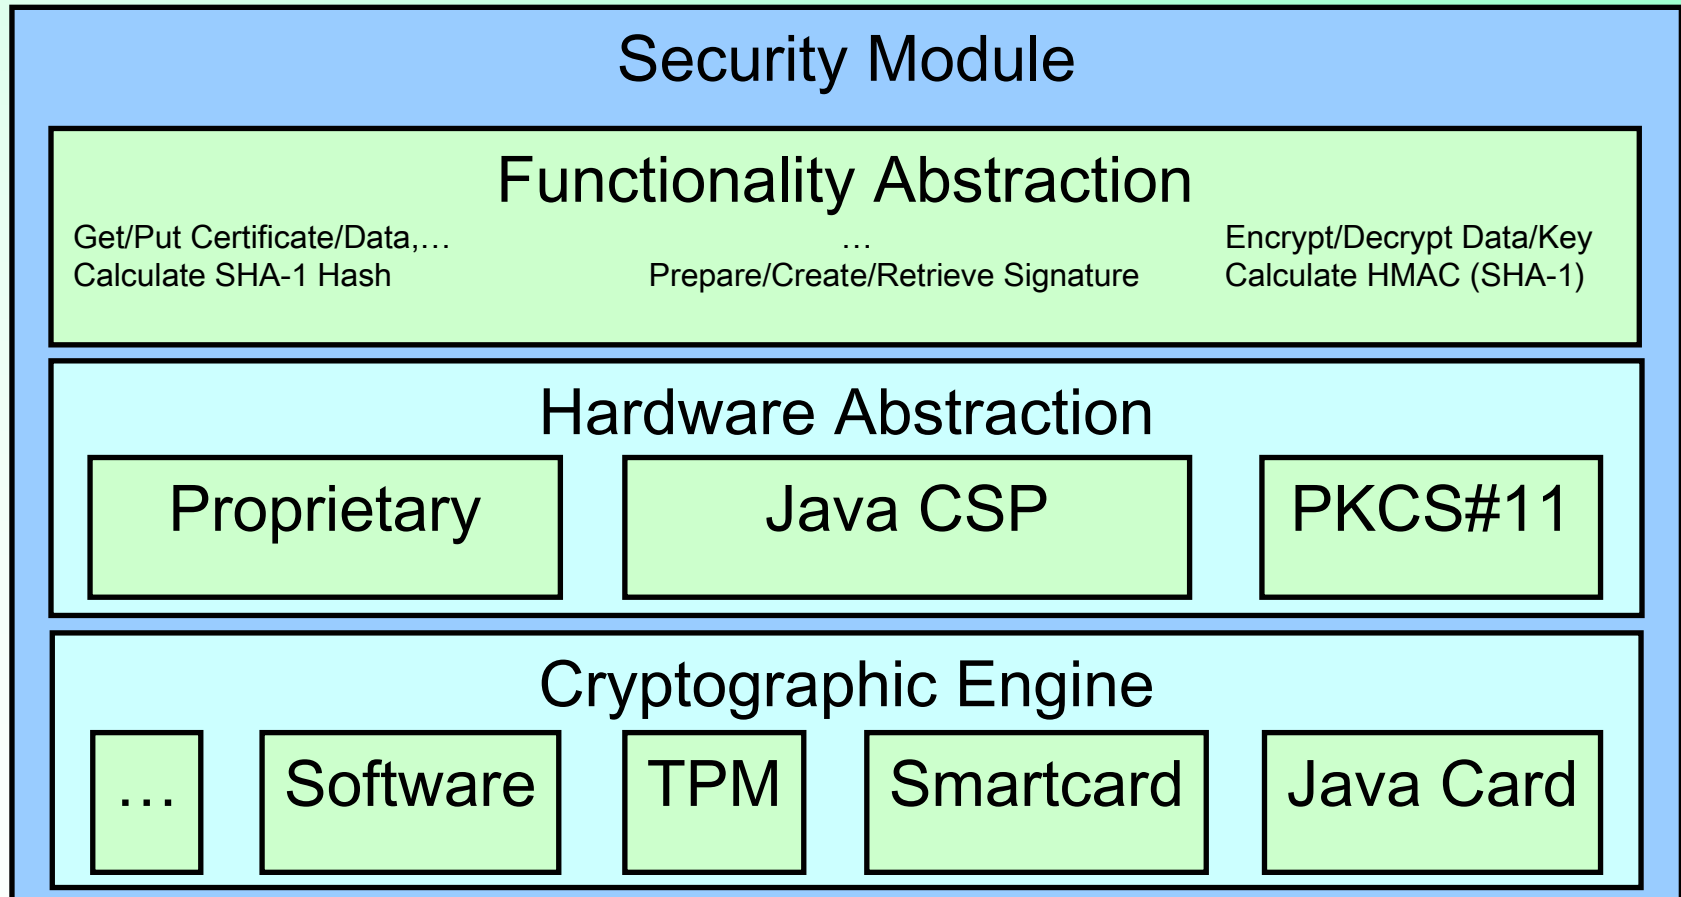 Security Module
Functionality Abstraction
Get/Put Certificate/Data,… … Encrypt/Decrypt Data/Key
Calculate SHA-1 Hash Prepare/Create/Retrieve Signature Calculate HMAC (SHA-1)
Hardware Abstraction
Proprietary Java CSP PKCS#11
Cryptographic Engine
… Software TPM Smartcard Java Card